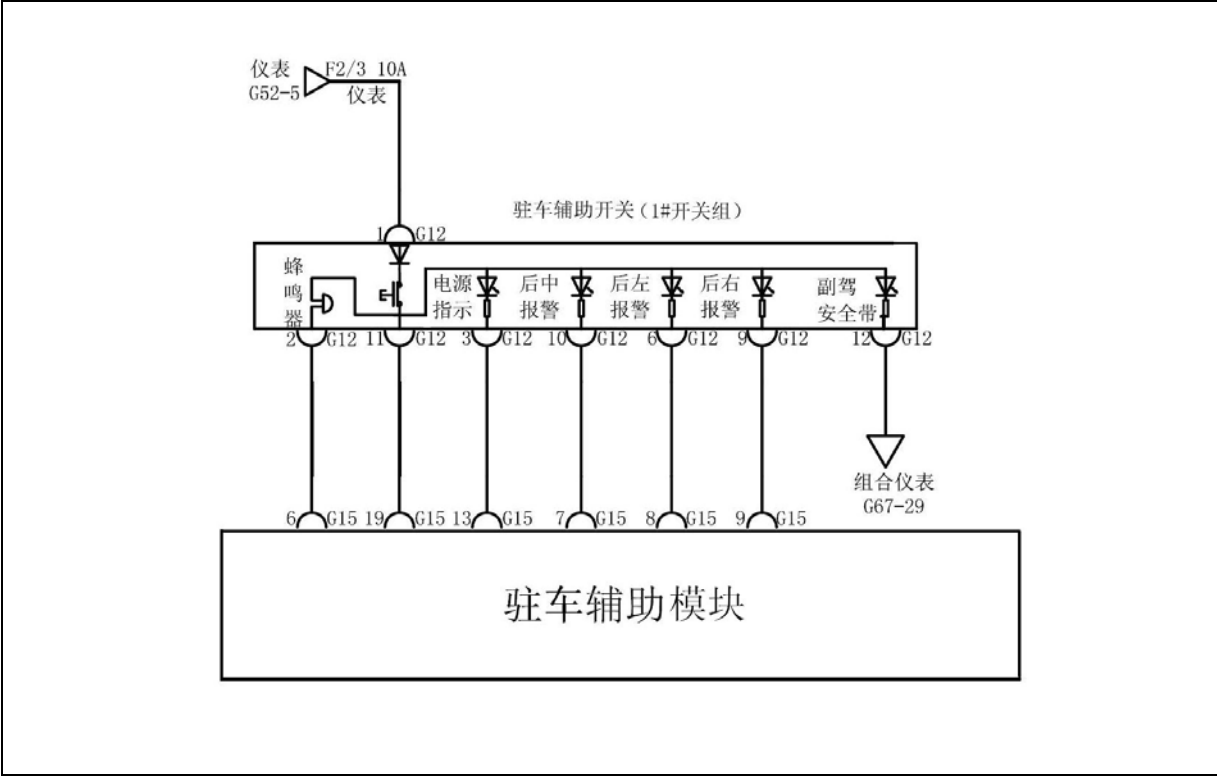 仪表
G52-5
F2/3 10A
仪表
驻车辅助开关(1#开关组)
1 G12
蜂鸣器
电源指示
后中报警
后左报警
后右报警
副驾安全带
2 G12 11 G12 3 G12 10 G12 6 G12 9 G12 12 G12
组合仪表
G67-29
6 G15 19 G15 13 G15 7 G15 8 G15 9 G15
驻车辅助模块